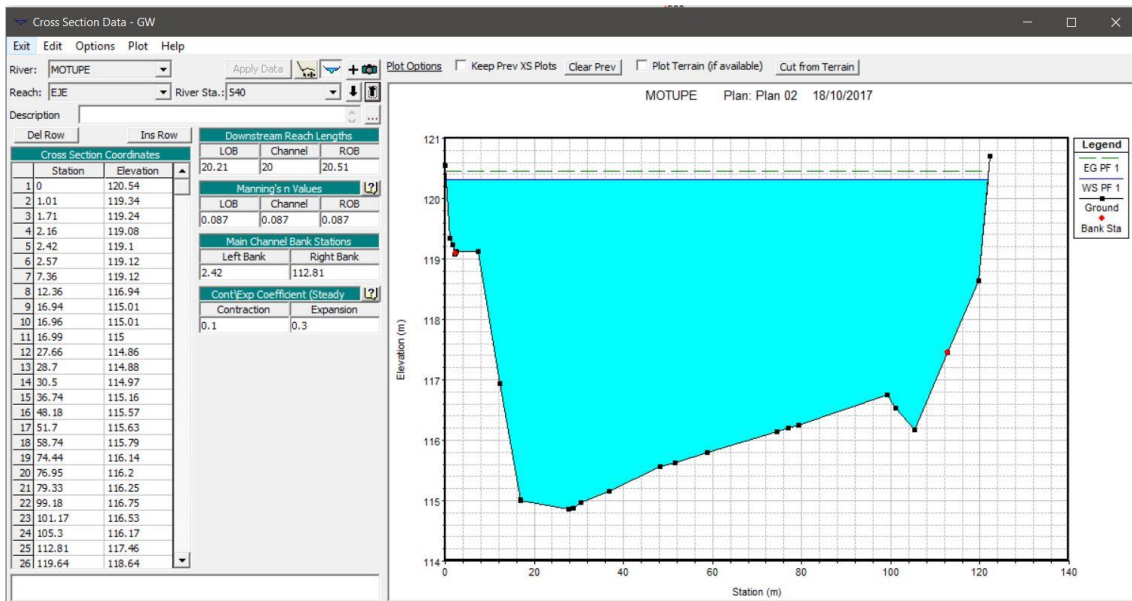 Cross Section Data - GW
Exit Edit Options Plot Help
River: MOTUPE Apply Data
Reach: EJE River Sta.: 540
Description ...
Del Row Ins Row
Cross Section Coordinates
Station Elevation
1 0 120.54
2 1.01 119.34
3 1.71 119.24
4 2.16 119.08
5 2.42 119.1
6 2.57 119.12
7 7.36 119.12
8 12.36 116.94
9 16.94 115.01
10 16.96 115.01
11 16.99 115
12 27.66 114.86
13 28.7 114.88
14 30.5 114.97
15 36.74 115.16
16 48.18 115.57
17 51.7 115.63
18 58.74 115.79
19 74.44 116.14
20 76.95 116.2
21 79.33 116.25
22 99.18 116.75
23 101.17 116.53
24 105.3 116.17
25 112.81 117.46
26 119.64 118.64
Downstream Reach Lengths
LOB Channel ROB
20.21 20 20.51
Manning's n Values ?
LOB Channel ROB
0.087 0.087 0.087
Main Channel Bank Stations
Left Bank Right Bank
2.42 112.81
Cont\Exp Coefficient (Steady ?
Contraction Expansion
0.1 0.3
Plot Options Keep Prev XS Plots Clear Prev Plot Terrain (if available) Cut from Terrain
MOTUPE Plan: Plan 02 18/10/2017
Elevation (m)
121
120
119
118
117
116
115
114
0 20 40 60 80 100 120 140
Station (m)
Legend
EG PF 1
WS PF 1
Ground
Bank Sta